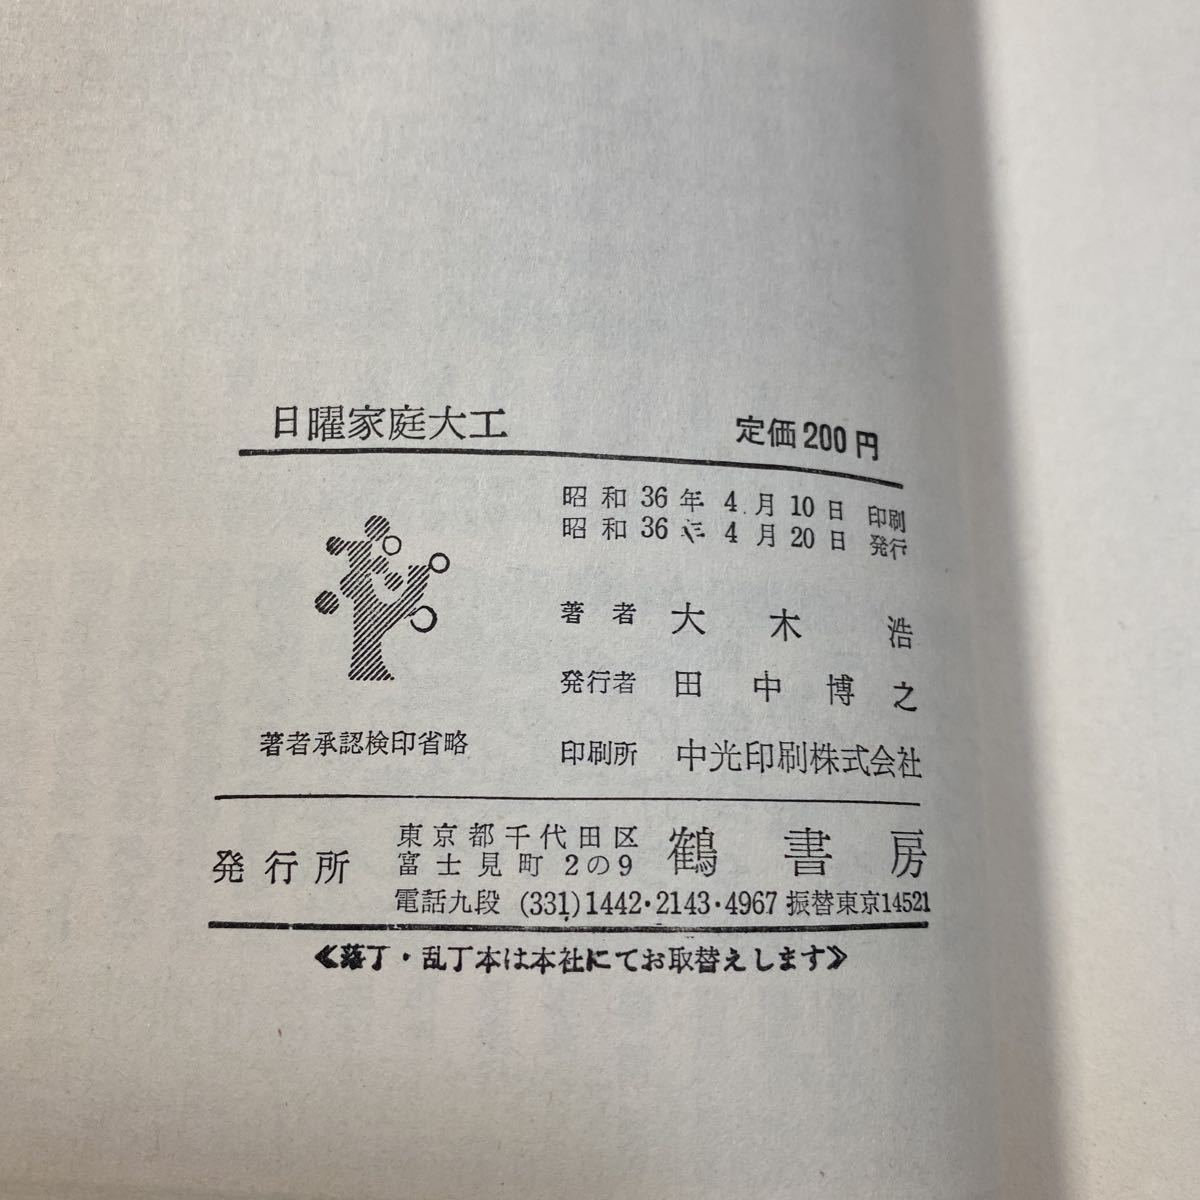 日曜家庭大工 定価200円
昭和36年4月10日 印刷
昭和36年4月20日 発行
著者 大木浩
発行者 田中博之
著者承認検印省略
印刷所 中光印刷株式会社
発行所 東京都千代田区富士見町2の9 鶴書房
電話九段 (331)1442・2143・4967 振替東京14521
≪落丁・乱丁本は本社にてお取替えします≫